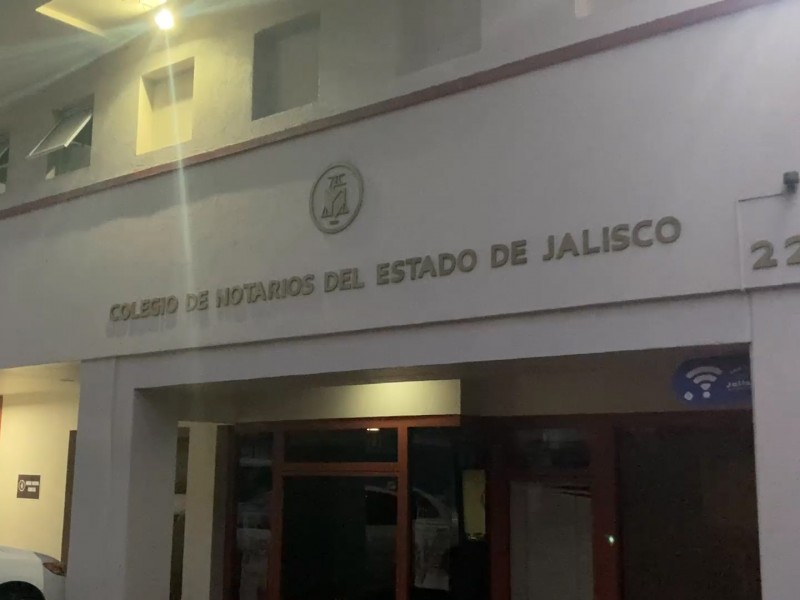 COLEGIO DE NOTARIOS DEL ESTADO DE JALISCO
22